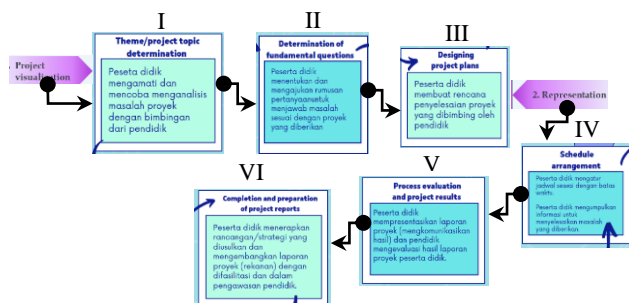 I
II
III
Project
visualization
Theme/project topic
determination
Peseta didik
mengamati dan
mencoba menganalisis
masalah proyek
dengan bimbingan
dari pendidik
Determination of
fundamental questions
Peserta didik
menentukan dan
mengajukan rumusan
pertanyaanuntuk
menjawab masalah
sesuai dengan proyek
yang diberikan
Designing
project plans
Peserta didik
membuat rencana
penyelesaian proyek
yang dibimbing oleh
pendidik
2. Representation
IV
Schedule
arrangement
Peserta didik mengatur
jadwal sesuai dengan batas
waktu.
Peserta didik mengumpulkan
informasi untuk
menyelesaikan masalah
yang diberikan
V
Process evaluation
and project results
Peserta didik
mempresentasikan laporan
proyek (mengkomunikasikan
hasil) dan pendidik
mengevaluasi hasil laporan
proyek peserta didik.
VI
Completion and preparation
of project reports
Peserta didik menerapkan
rancangan/strategi yang
diusulkan dan
mengembangkan laporan
proyek (rekanan) dengan
difasilitasi dan dalam
pengawasan pendidik.